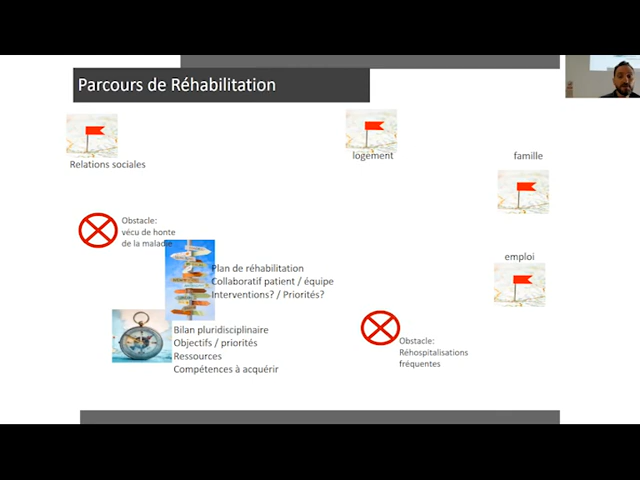 Parcours de Réhabilitation
Relations sociales
logement
famille
Obstacle:
vécu de honte
de la maladie
emploi
Plan de réhabilitation
Collaboratif patient / équipe
Interventions? / Priorités?
Bilan pluridisciplinaire
Objectifs / priorités
Ressources
Compétences à acquérir
Obstacle:
Réhospitalisations
fréquentes